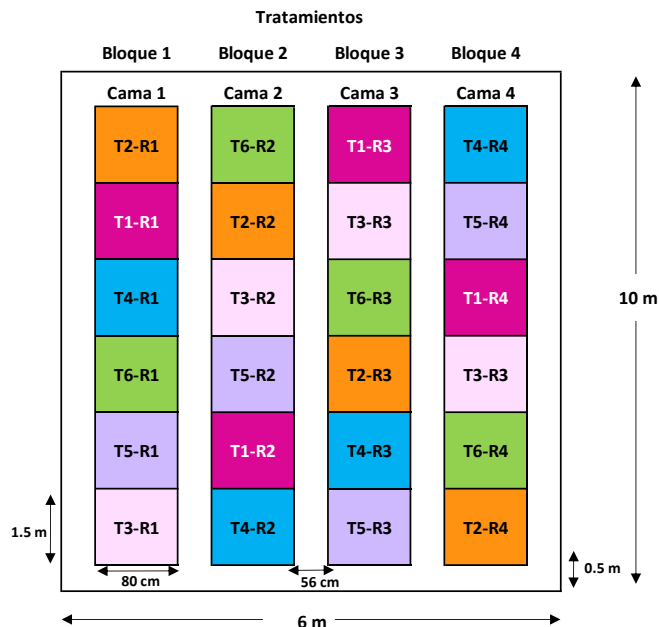 Tratamientos
Bloque 1 Bloque 2 Bloque 3 Bloque 4
Cama 1 Cama 2 Cama 3 Cama 4
T2-R1 T6-R2 T1-R3 T4-R4
T1-R1 T2-R2 T3-R3 T5-R4
T4-R1 T3-R2 T6-R3 T1-R4
10 m
T6-R1 T5-R2 T2-R3 T3-R3
T5-R1 T1-R2 T4-R3 T6-R4
T3-R1 T4-R2 T5-R3 T2-R4
1.5 m
0.5 m
80 cm 56 cm
6 m